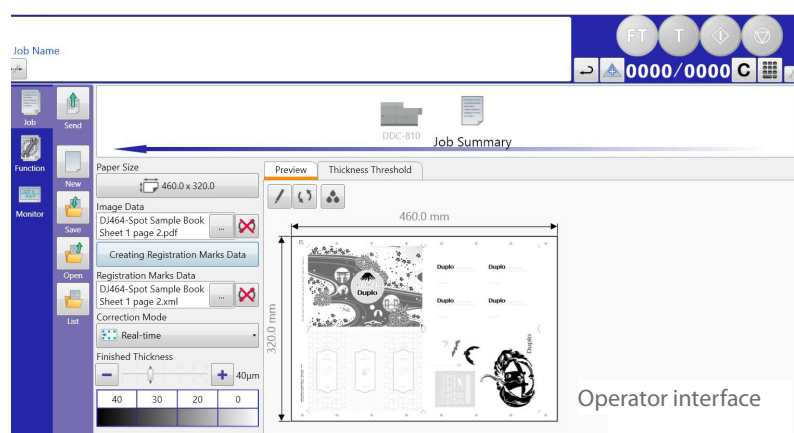 Job Name
FT T
0000/0000 C
Job
Send
DDC-810
Job Summary
Function
New
Paper Size
460.0 x 320.0
Preview
Thickness Threshold
Monitor
Save
Image Data
DJ464-Spot Sample Book
Sheet 1 page 2.pdf
...
460.0 mm
Creating Registration Marks Data
Open
Registration Marks Data
DJ464-Spot Sample Book
Sheet 1 page 2.xml
...
List
Correction Mode
Real-time
Finished Thickness
40µm
40 30 20 0
320.0 mm
Duplo
Duplo Duplo
Duplo Duplo
Duplo
Operator interface